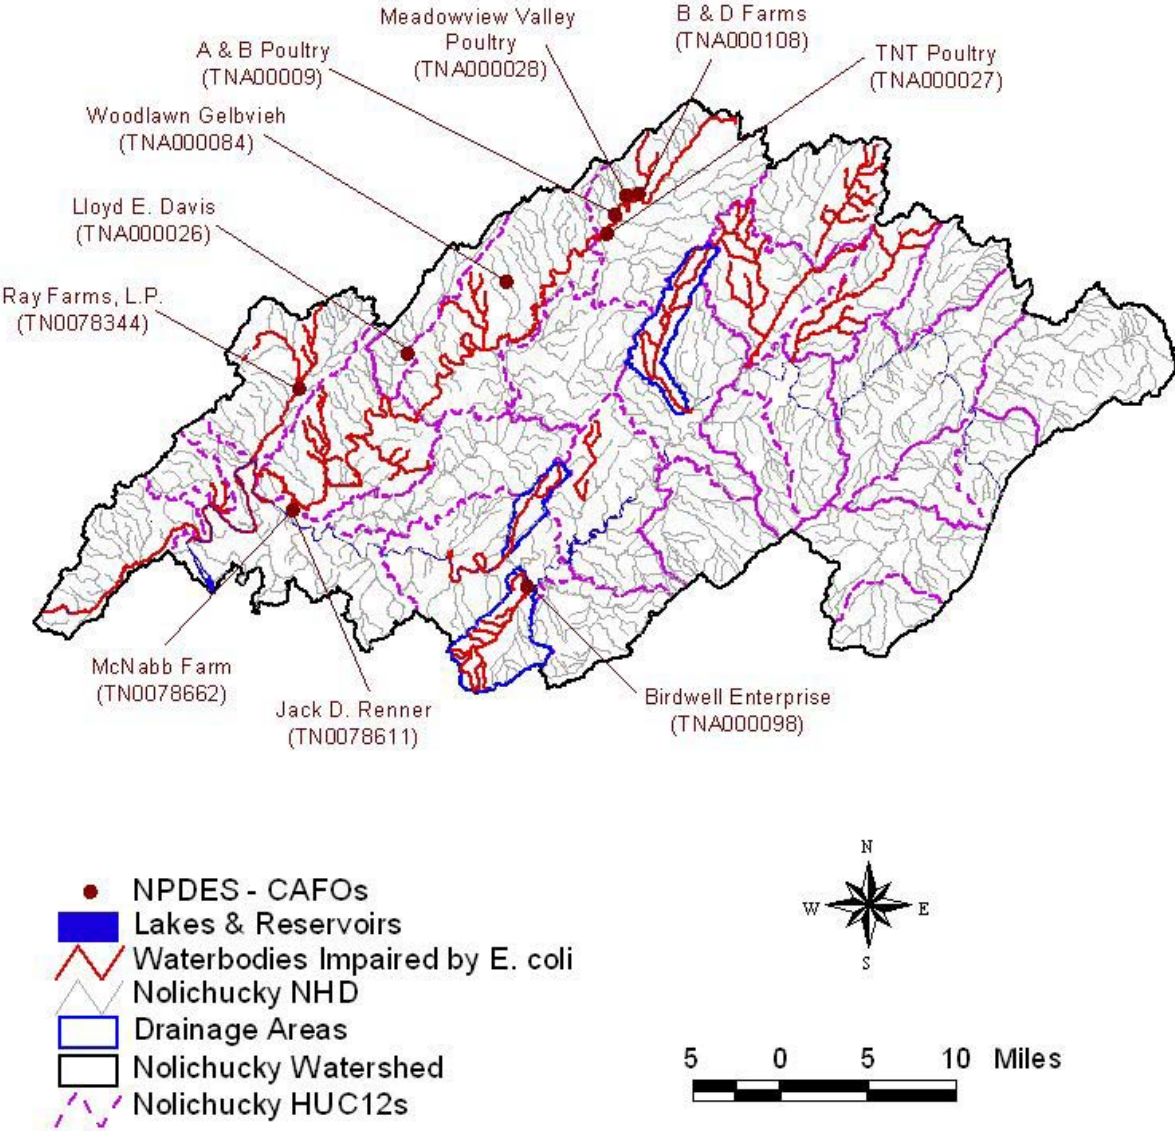 Meadowview Valley
Poultry
(TNA000028)
B & D Farms
(TNA000108)
A & B Poultry
(TNA00009)
TNT Poultry
(TNA000027)
Woodlawn Gelbvieh
(TNA000084)
Lloyd E. Davis
(TNA000026)
Ray Farms, L.P.
(TN0078344)
McNabb Farm
(TN0078662)
Jack D. Renner
(TN0078611)
Birdwell Enterprise
(TNA000098)
NPDES - CAFOs
Lakes & Reservoirs
Waterbodies Impaired by E. coli
Nolichucky NHD
Drainage Areas
Nolichucky Watershed
Nolichucky HUC12s
N
W E
S
5 0 5 10 Miles